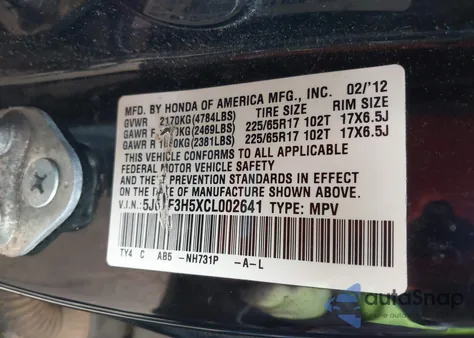 MFD. BY HONDA OF AMERICA MFG., INC. 02/'12
GVWR 2170KG(4784LBS) TIRE SIZE RIM SIZE
GAWR F (2469LBS) 225/65R17 102T 17X6.5J
GAWR R (2381LBS) 225/65R17 102T 17X6.5J
THIS VEHICLE CONFORMS TO ALL APPLICABLE
FEDERAL MOTOR VEHICLE SAFETY
AND THEFT PREVENTION STANDARDS IN EFFECT
ON THE DATE OF MANUFACTURE SHOWN ABOVE.
V.I.N.: F3H5XCL002641 TYPE: MPV
TY4 C AB5 -NH731P -A-L
autoSnap